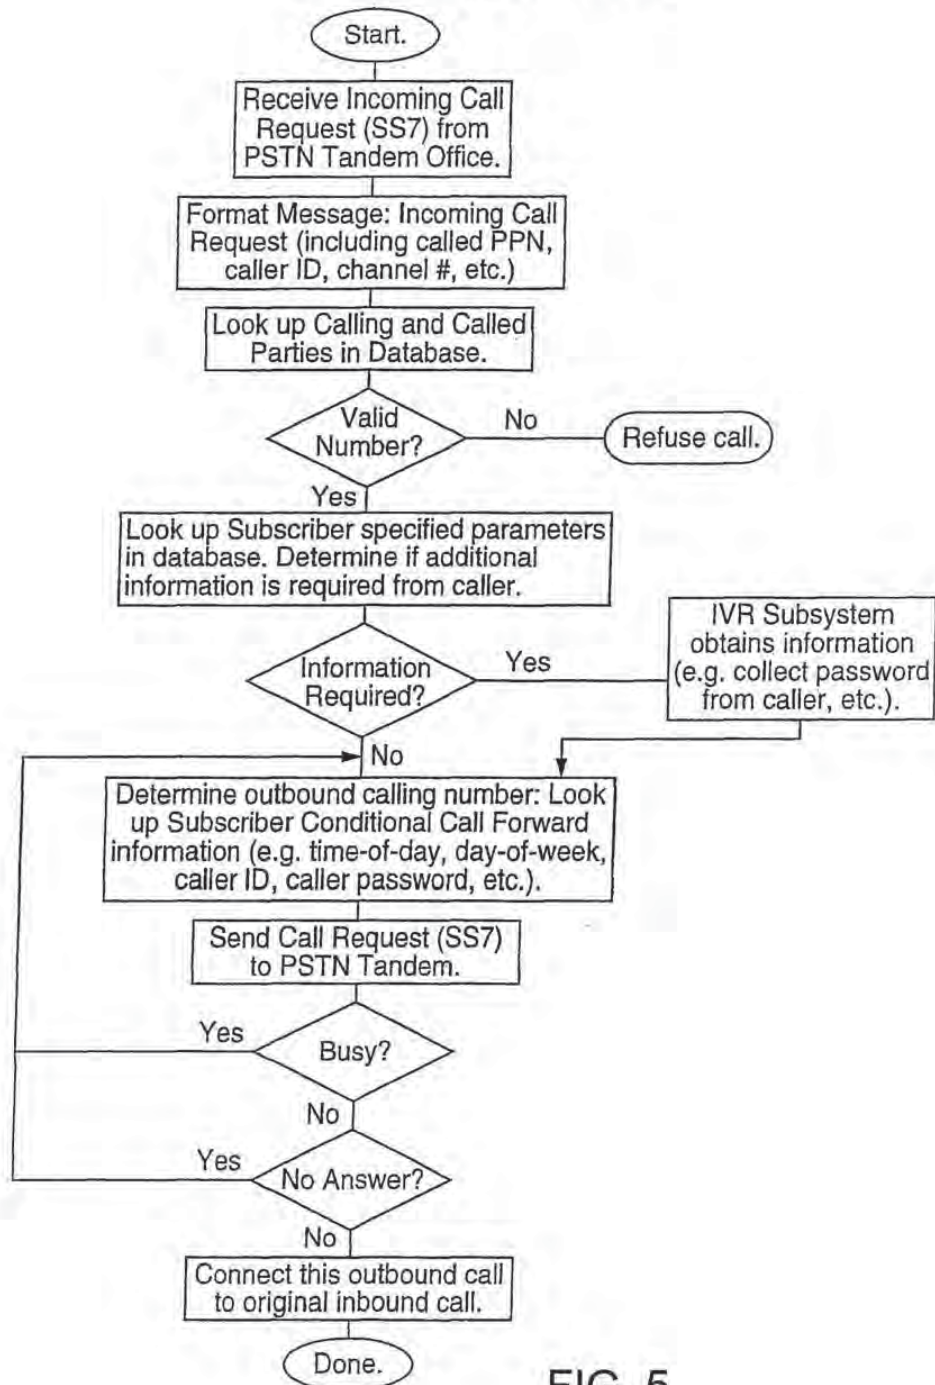 Start.
Receive Incoming Call
Request (SS7) from
PSTN Tandem Office.
Format Message: Incoming Call
Request (including called PPN,
caller ID, channel #, etc.)
Look up Calling and Called
Parties in Database.
Valid
Number?
No
Refuse call.
Yes
Look up Subscriber specified parameters
in database. Determine if additional
information is required from caller.
Information
Required?
Yes
IVR Subsystem
obtains information
(e.g. collect password
from caller, etc.).
No
Determine outbound calling number: Look
up Subscriber Conditional Call Forward
information (e.g. time-of-day, day-of-week,
caller ID, caller password, etc.).
Send Call Request (SS7)
to PSTN Tandem.
Yes
Busy?
No
Yes
No Answer?
No
Connect this outbound call
to original inbound call.
Done.
FIG. 5